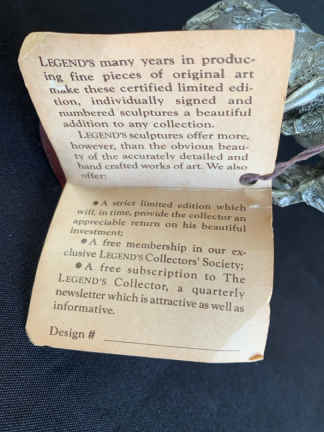 LEGEND'S many years in produc-
ing fine pieces of original art
make these certified limited edi-
tion, individually signed and
numbered sculptures a beautiful
addition to any collection.
LEGEND'S sculptures offer more,
however, than the obvious beau-
ty of the accurately detailed and
hand crafted works of art. We also
offer:
● A strict limited edition which
will, in time, provide the collector an
appreciable return on his beautiful
investment;
● A free membership in our ex-
clusive LEGEND'S Collectors' Society;
● A free subscription to The
LEGEND'S Collector, a quarterly
newsletter which is attractive as well as
informative.
Design #